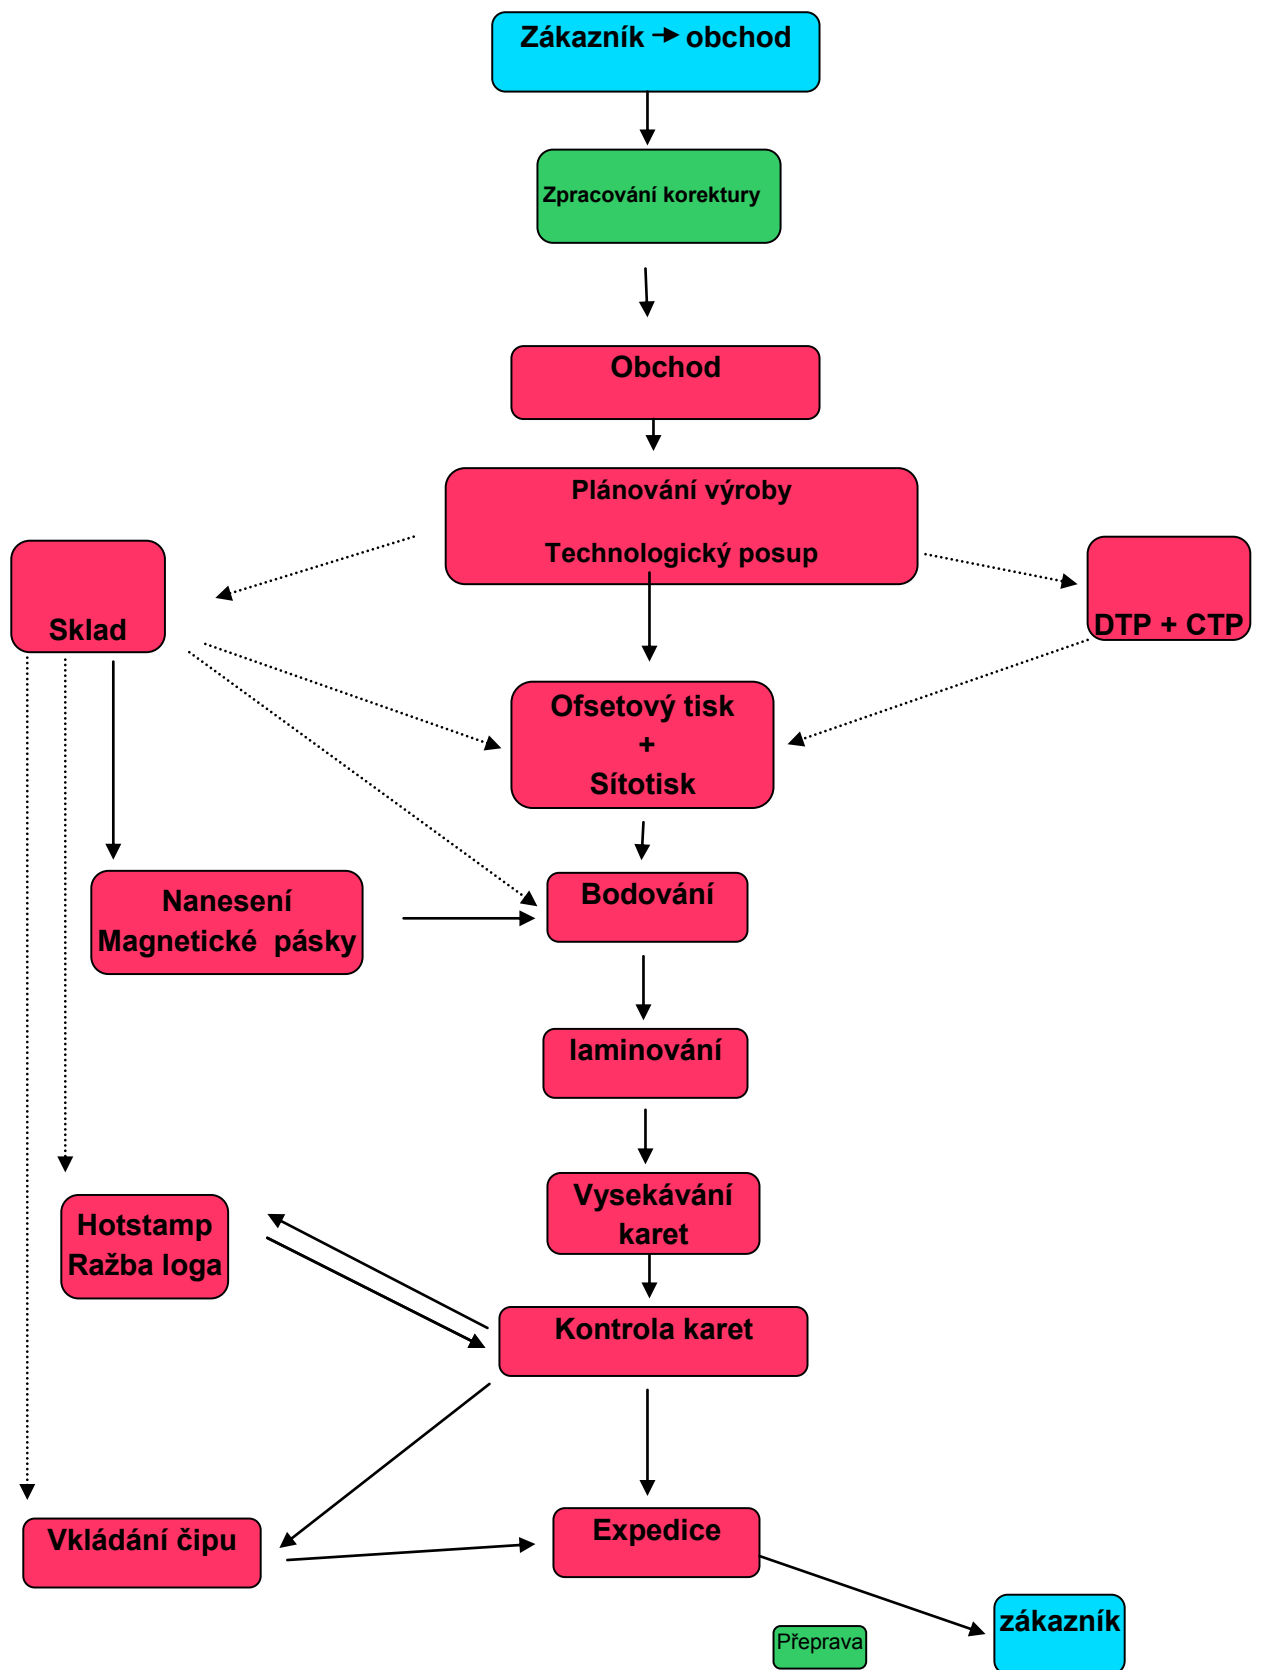 Zákazník → obchod
Zpracování korektury
Obchod
Plánování výroby
Technologický posup
Sklad
DTP + CTP
Ofsetový tisk
+
Sítotisk
Nanesení
Magnetické pásky
Bodování
laminování
Vysekávání
karet
Hotstamp
Ražba loga
Kontrola karet
Vkládání čipu
Expedice
zákazník
Přeprava